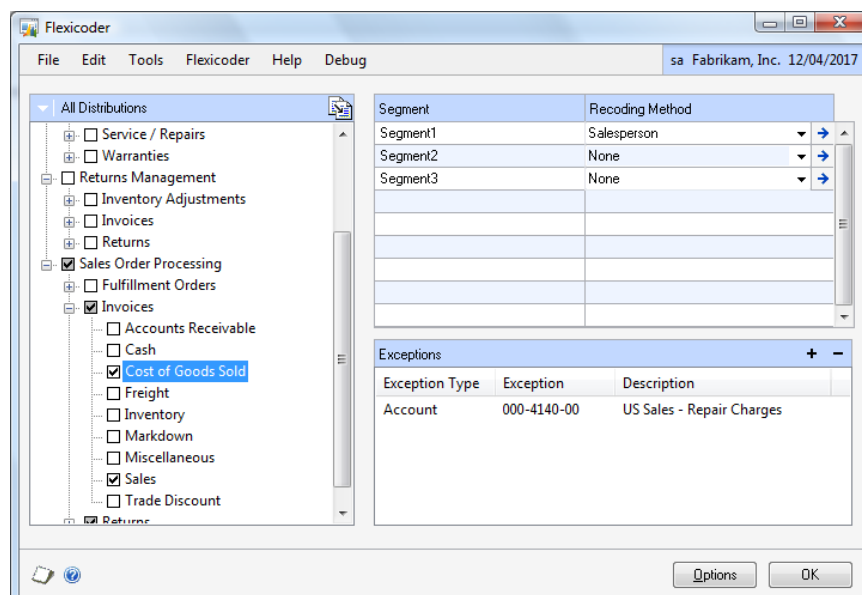 Flexicoder
File Edit Tools Flexicoder Help Debug sa Fabrikam, Inc. 12/04/2017
All Distributions
Service / Repairs
Warranties
Returns Management
Inventory Adjustments
Invoices
Returns
Sales Order Processing
Fulfillment Orders
Invoices
Accounts Receivable
Cash
Cost of Goods Sold
Freight
Inventory
Markdown
Miscellaneous
Sales
Trade Discount
Returns
Segment Recoding Method
Segment1 Salesperson
Segment2 None
Segment3 None
Exceptions
Exception Type Exception Description
Account 000-4140-00 US Sales - Repair Charges
Options OK